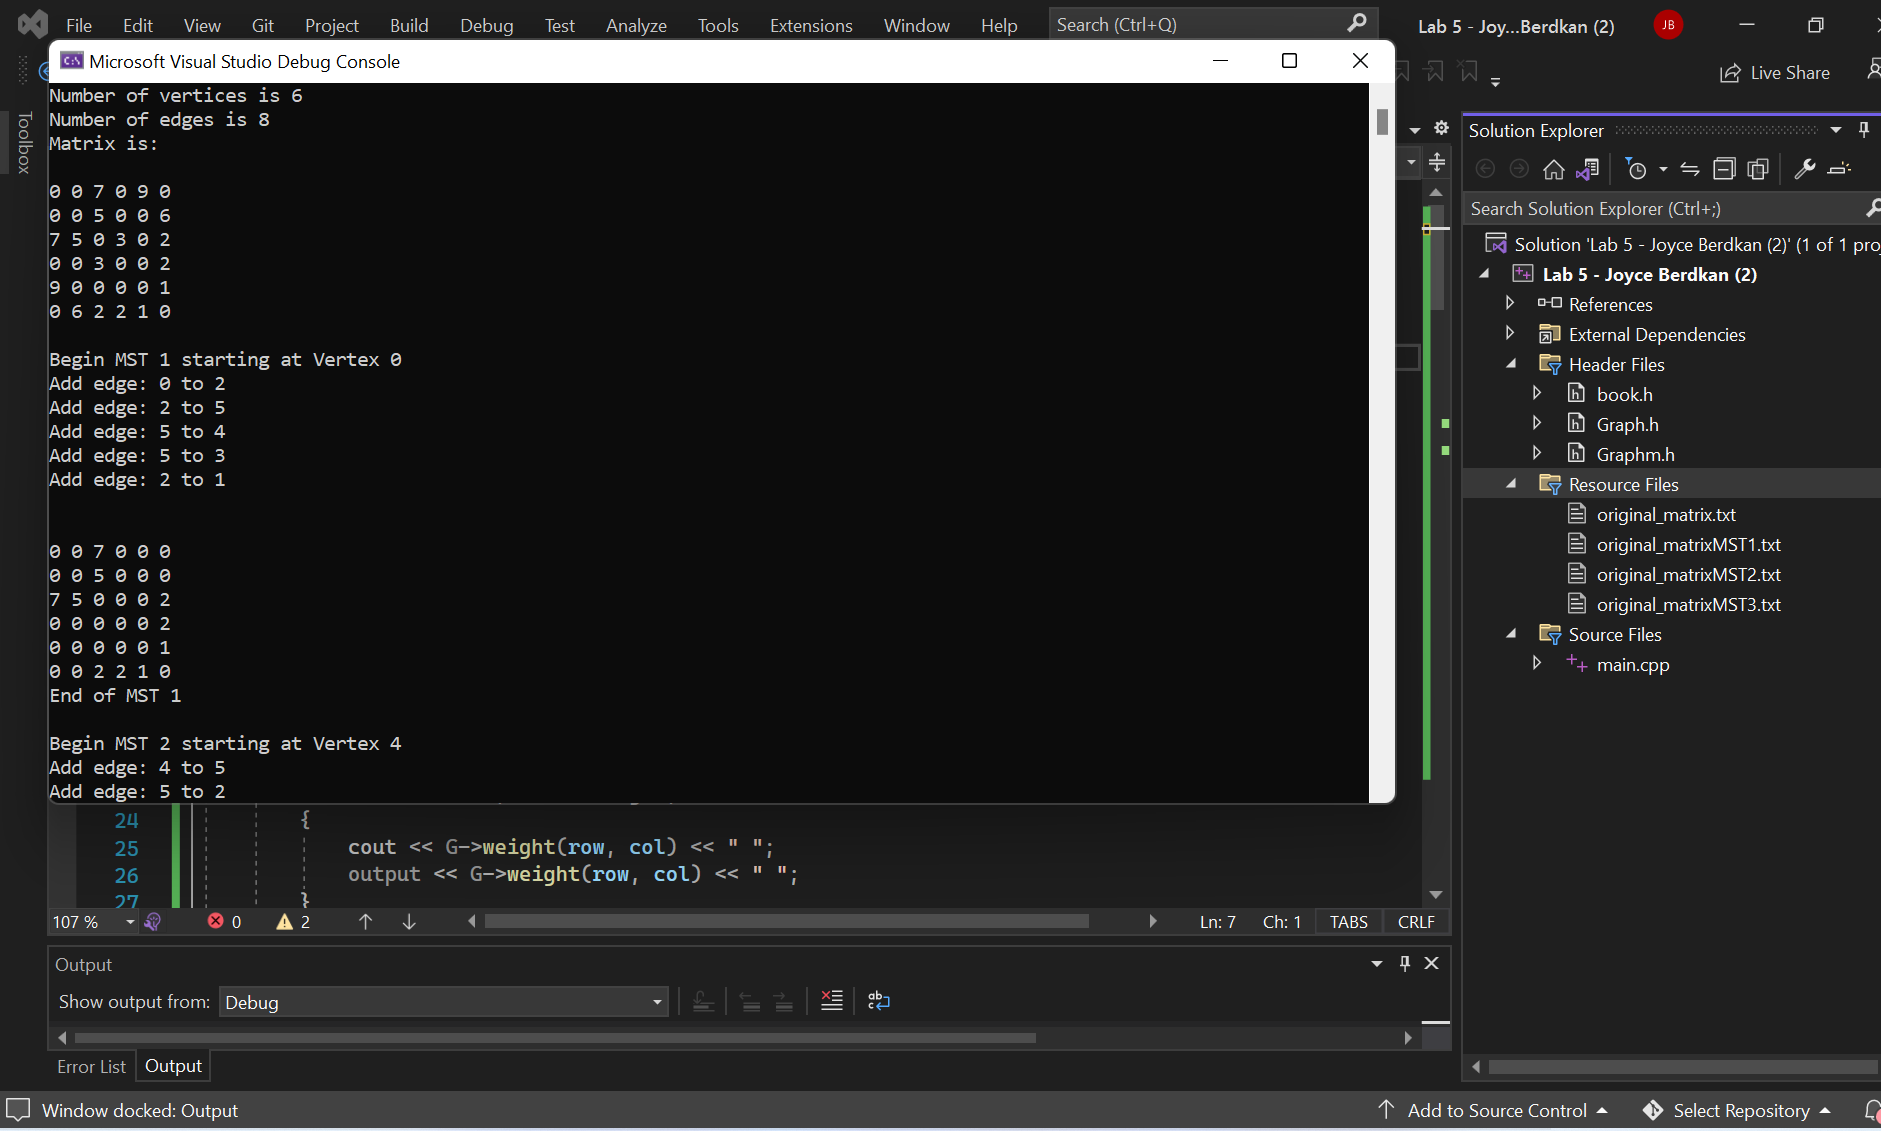 File Edit View Git Project Build Debug Test Analyze Tools Extensions Window Help Search (Ctrl+Q) Lab 5 - Joy...Berdkan (2) JB
Microsoft Visual Studio Debug Console
Live Share
Toolbox
Number of vertices is 6
Number of edges is 8
Matrix is:
0 0 7 0 9 0
0 0 5 0 0 6
7 5 0 3 0 2
0 0 3 0 0 2
9 0 0 0 0 1
0 6 2 2 1 0
Begin MST 1 starting at Vertex 0
Add edge: 0 to 2
Add edge: 2 to 5
Add edge: 5 to 4
Add edge: 5 to 3
Add edge: 2 to 1
0 0 7 0 0 0
0 0 5 0 0 0
7 5 0 0 0 2
0 0 0 0 0 2
0 0 0 0 0 1
0 0 2 2 1 0
End of MST 1
Begin MST 2 starting at Vertex 4
Add edge: 4 to 5
Add edge: 5 to 2
24 {
25 cout << G->weight(row, col) << " ";
26 output << G->weight(row, col) << " ";
27 }
107 % 0 2 Ln: 7 Ch: 1 TABS CRLF
Output
Show output from: Debug
Error List Output
Solution Explorer
Search Solution Explorer (Ctrl+;)
Solution 'Lab 5 - Joyce Berdkan (2)' (1 of 1 pro
Lab 5 - Joyce Berdkan (2)
References
External Dependencies
Header Files
book.h
Graph.h
Graphm.h
Resource Files
original_matrix.txt
original_matrixMST1.txt
original_matrixMST2.txt
original_matrixMST3.txt
Source Files
main.cpp
Window docked: Output Add to Source Control Select Repository